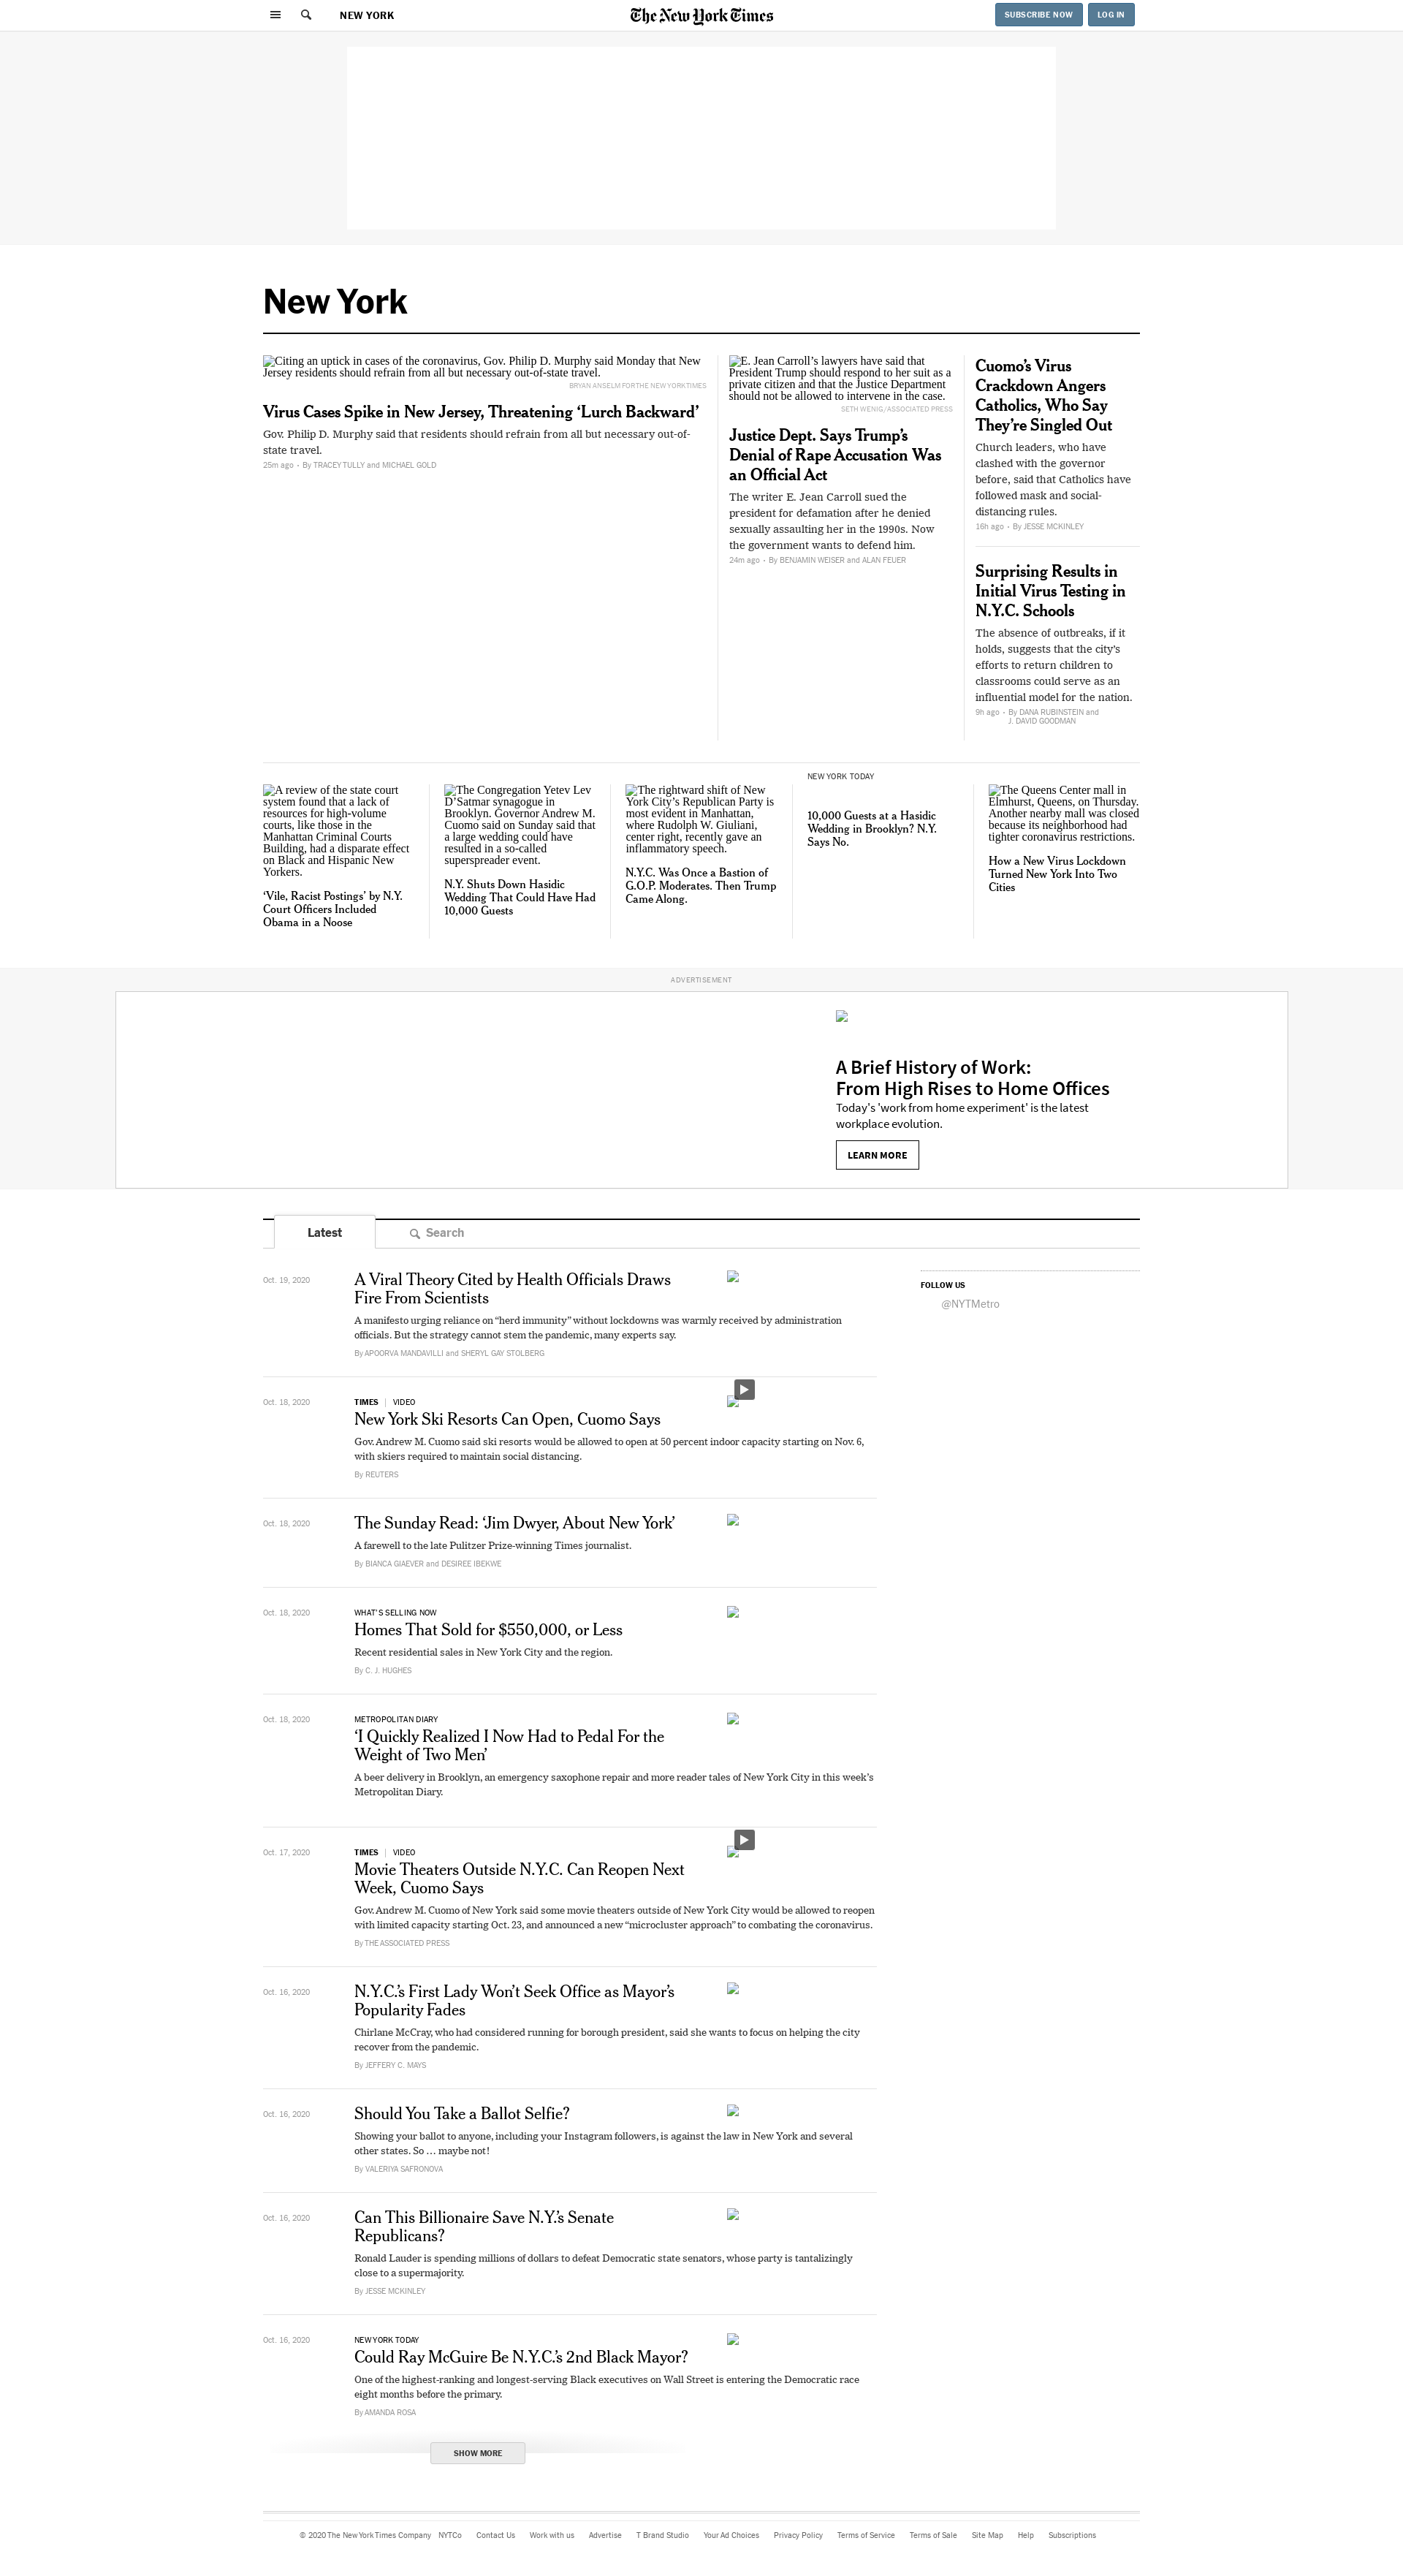 NEW YORK
The New York Times
SUBSCRIBE NOW
LOG IN
New York
Citing an uptick in cases of the coronavirus, Gov. Philip D. Murphy said Monday that New
Jersey residents should refrain from all but necessary out-of-state travel.
BRYAN ANSELM FOR THE NEW YORK TIMES
Virus Cases Spike in New Jersey, Threatening ‘Lurch Backward’
Gov. Philip D. Murphy said that residents should refrain from all but necessary out-of-
state travel.
25m ago • By TRACEY TULLY and MICHAEL GOLD
E. Jean Carroll’s lawyers have said that
President Trump should respond to her suit as a
private citizen and that the Justice Department
should not be allowed to intervene in the case.
SETH WENIG/ASSOCIATED PRESS
Justice Dept. Says Trump’s
Denial of Rape Accusation Was
an Official Act
The writer E. Jean Carroll sued the
president for defamation after he denied
sexually assaulting her in the 1990s. Now
the government wants to defend him.
24m ago • By BENJAMIN WEISER and ALAN FEUER
Cuomo’s Virus
Crackdown Angers
Catholics, Who Say
They’re Singled Out
Church leaders, who have
clashed with the governor
before, said that Catholics have
followed mask and social-
distancing rules.
16h ago • By JESSE MCKINLEY
Surprising Results in
Initial Virus Testing in
N.Y.C. Schools
The absence of outbreaks, if it
holds, suggests that the city’s
efforts to return children to
classrooms could serve as an
influential model for the nation.
9h ago • By DANA RUBINSTEIN and
J. DAVID GOODMAN
A review of the state court
system found that a lack of
resources for high-volume
courts, like those in the
Manhattan Criminal Courts
Building, had a disparate effect
on Black and Hispanic New
Yorkers.
‘Vile, Racist Postings’ by N.Y.
Court Officers Included
Obama in a Noose
The Congregation Yetev Lev
D’Satmar synagogue in
Brooklyn. Governor Andrew M.
Cuomo said on Sunday said that
a large wedding could have
resulted in a so-called
superspreader event.
N.Y. Shuts Down Hasidic
Wedding That Could Have Had
10,000 Guests
The rightward shift of New
York City’s Republican Party is
most evident in Manhattan,
where Rudolph W. Giuliani,
center right, recently gave an
inflammatory speech.
N.Y.C. Was Once a Bastion of
G.O.P. Moderates. Then Trump
Came Along.
NEW YORK TODAY
10,000 Guests at a Hasidic
Wedding in Brooklyn? N.Y.
Says No.
The Queens Center mall in
Elmhurst, Queens, on Thursday.
Another nearby mall was closed
because its neighborhood had
tighter coronavirus restrictions.
How a New Virus Lockdown
Turned New York Into Two
Cities
ADVERTISEMENT
A Brief History of Work:
From High Rises to Home Offices
Today's 'work from home experiment' is the latest
workplace evolution.
LEARN MORE
Latest
Search
Oct. 19, 2020
A Viral Theory Cited by Health Officials Draws
Fire From Scientists
A manifesto urging reliance on “herd immunity” without lockdowns was warmly received by administration
officials. But the strategy cannot stem the pandemic, many experts say.
By APOORVA MANDAVILLI and SHERYL GAY STOLBERG
FOLLOW US
@NYTMetro
Oct. 18, 2020
TIMES | VIDEO
New York Ski Resorts Can Open, Cuomo Says
Gov. Andrew M. Cuomo said ski resorts would be allowed to open at 50 percent indoor capacity starting on Nov. 6,
with skiers required to maintain social distancing.
By REUTERS
Oct. 18, 2020
The Sunday Read: ‘Jim Dwyer, About New York’
A farewell to the late Pulitzer Prize-winning Times journalist.
By BIANCA GIAEVER and DESIREE IBEKWE
Oct. 18, 2020
WHAT’S SELLING NOW
Homes That Sold for $550,000, or Less
Recent residential sales in New York City and the region.
By C. J. HUGHES
Oct. 18, 2020
METROPOLITAN DIARY
‘I Quickly Realized I Now Had to Pedal For the
Weight of Two Men’
A beer delivery in Brooklyn, an emergency saxophone repair and more reader tales of New York City in this week’s
Metropolitan Diary.
Oct. 17, 2020
TIMES | VIDEO
Movie Theaters Outside N.Y.C. Can Reopen Next
Week, Cuomo Says
Gov. Andrew M. Cuomo of New York said some movie theaters outside of New York City would be allowed to reopen
with limited capacity starting Oct. 23, and announced a new “microcluster approach” to combating the coronavirus.
By THE ASSOCIATED PRESS
Oct. 16, 2020
N.Y.C.’s First Lady Won’t Seek Office as Mayor’s
Popularity Fades
Chirlane McCray, who had considered running for borough president, said she wants to focus on helping the city
recover from the pandemic.
By JEFFERY C. MAYS
Oct. 16, 2020
Should You Take a Ballot Selfie?
Showing your ballot to anyone, including your Instagram followers, is against the law in New York and several
other states. So … maybe not!
By VALERIYA SAFRONOVA
Oct. 16, 2020
Can This Billionaire Save N.Y.’s Senate
Republicans?
Ronald Lauder is spending millions of dollars to defeat Democratic state senators, whose party is tantalizingly
close to a supermajority.
By JESSE MCKINLEY
Oct. 16, 2020
NEW YORK TODAY
Could Ray McGuire Be N.Y.C.’s 2nd Black Mayor?
One of the highest-ranking and longest-serving Black executives on Wall Street is entering the Democratic race
eight months before the primary.
By AMANDA ROSA
SHOW MORE
© 2020 The New York Times Company NYTCo Contact Us Work with us Advertise T Brand Studio Your Ad Choices Privacy Policy Terms of Service Terms of Sale Site Map Help Subscriptions